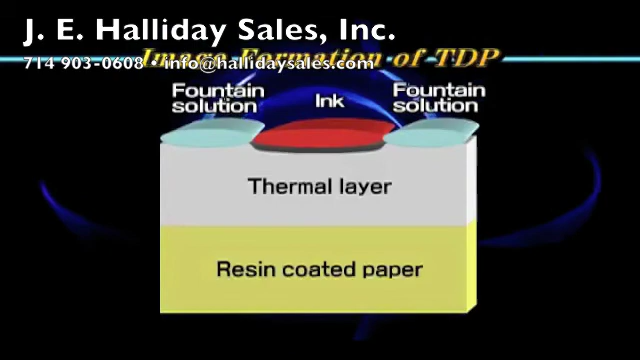 J. E. Halliday Sales, Inc.
Image Formation of TDP
714 903-0608 • info@hallidaysales.com
Fountain
solution
Ink
Fountain
solution
Thermal layer
Resin coated paper